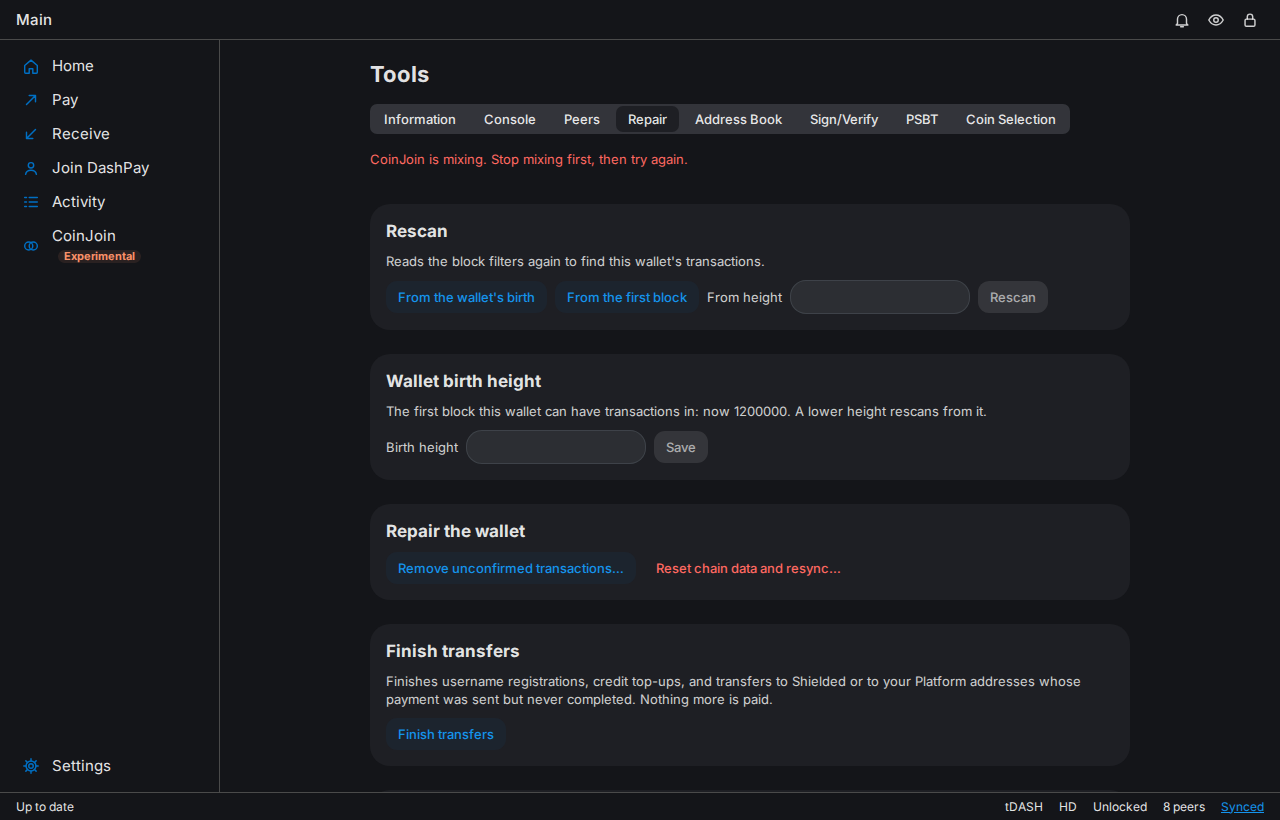 Main
Home
Pay
Receive
Join DashPay
Activity
CoinJoin
Experimental
Settings
Tools
Information Console Peers Repair Address Book Sign/Verify PSBT Coin Selection
CoinJoin is mixing. Stop mixing first, then try again.
Rescan
Reads the block filters again to find this wallet's transactions.
From the wallet's birth From the first block From height Rescan
Wallet birth height
The first block this wallet can have transactions in: now 1200000. A lower height rescans from it.
Birth height Save
Repair the wallet
Remove unconfirmed transactions... Reset chain data and resync...
Finish transfers
Finishes username registrations, credit top-ups, and transfers to Shielded or to your Platform addresses whose
payment was sent but never completed. Nothing more is paid.
Finish transfers
Up to date tDASH HD Unlocked 8 peers Synced